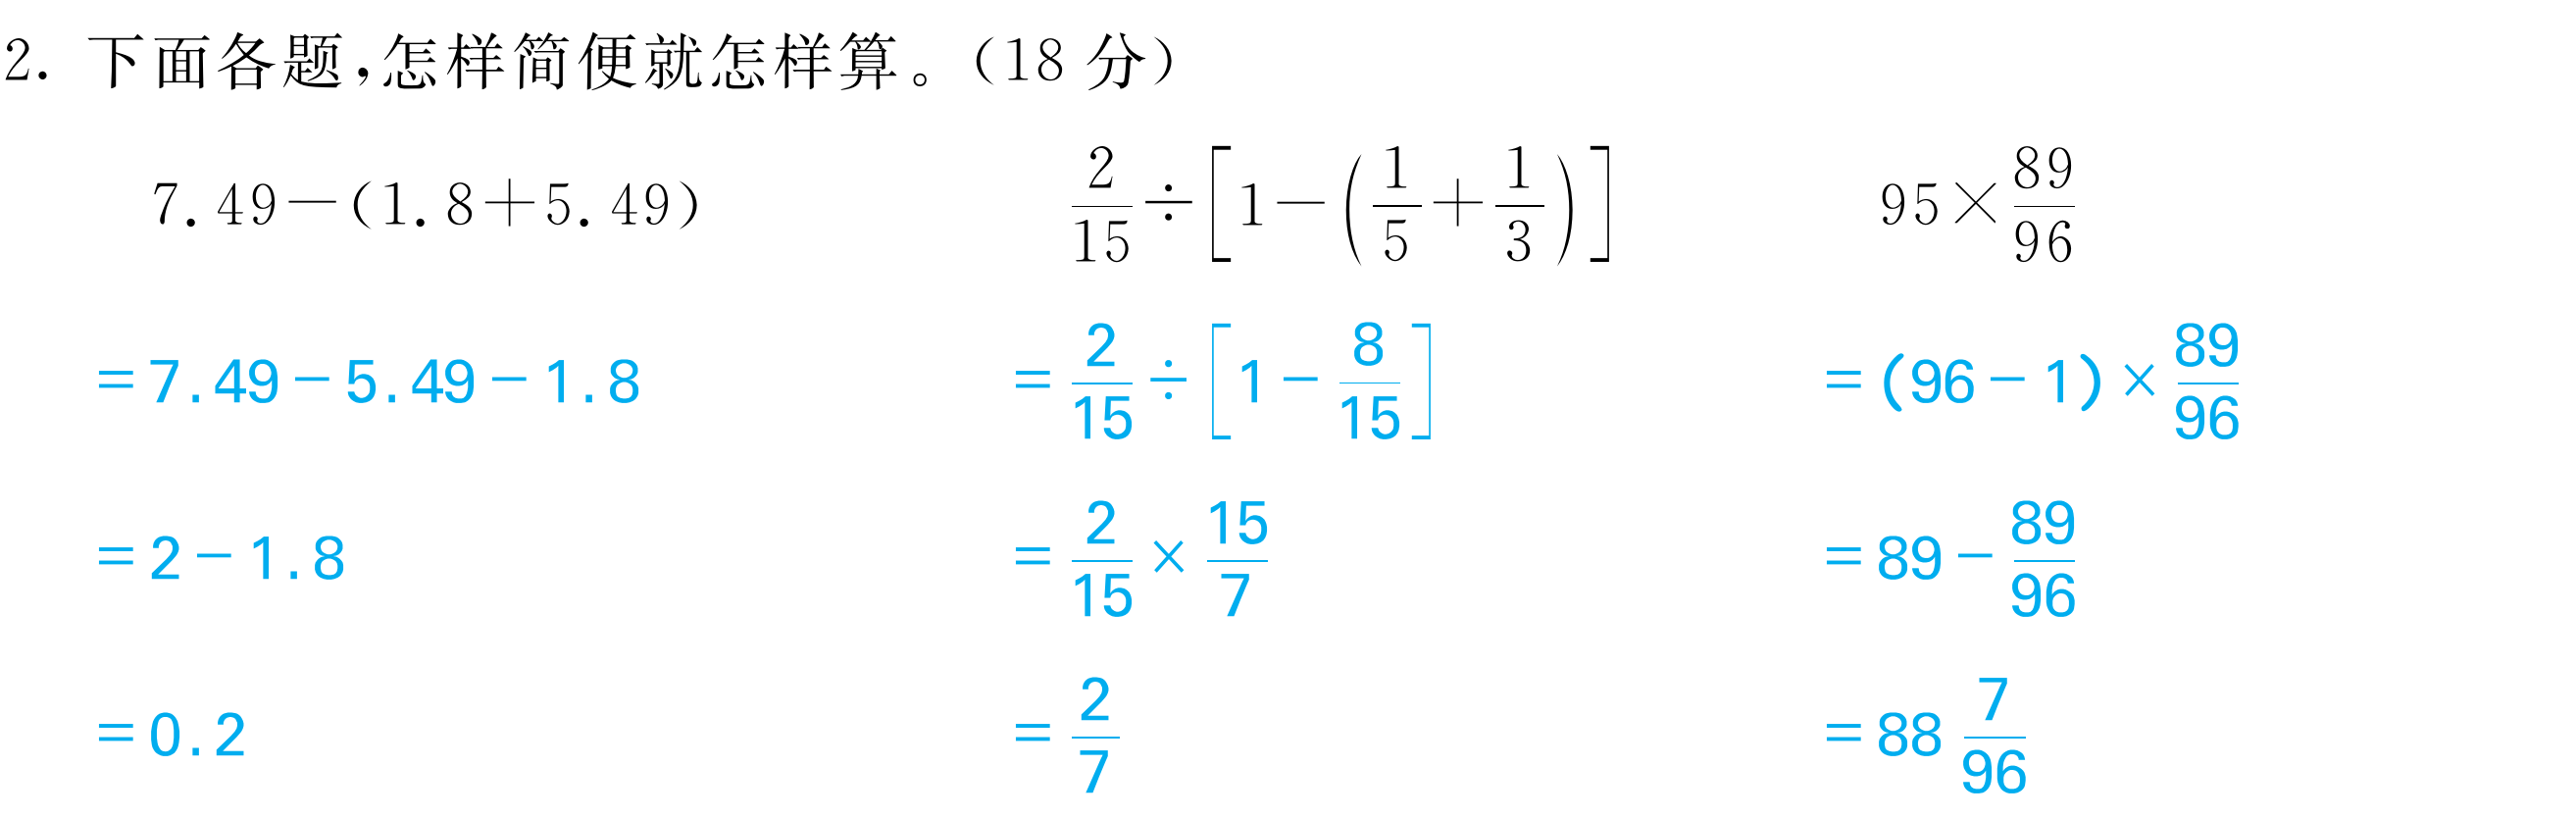 2. 下面各题,怎样简便就怎样算。(18 分)
7.49-(1.8+5.49) 2/15÷[1-(1/5+1/3)] 95×89/96
=7.49-5.49-1.8 =2/15÷[1-8/15] =(96-1)×89/96
=2-1.8 =2/15×15/7 =89-89/96
=0.2 =2/7 =88 7/96